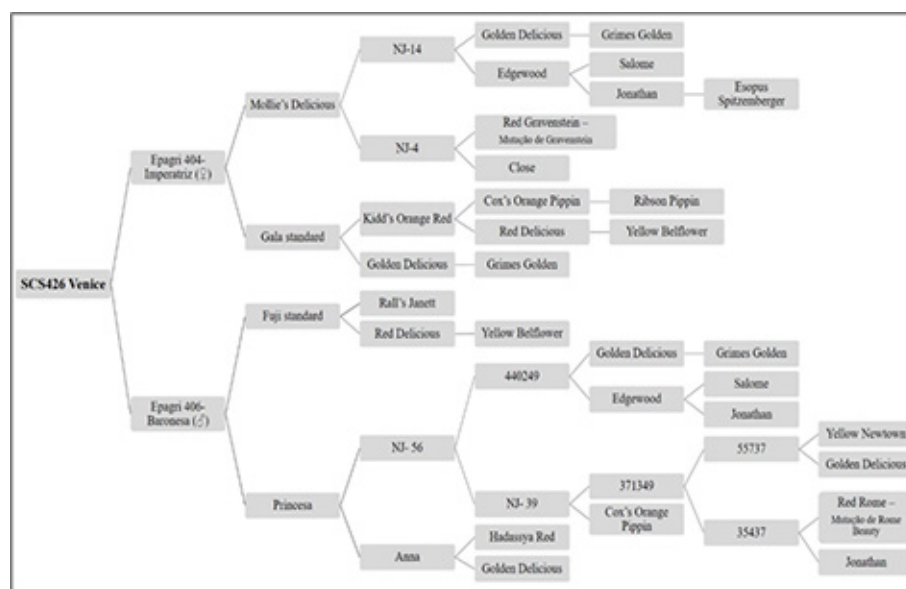 SCS426 Venice
Epagri 404-
Imperatriz (♀)
Mollie's Delicious
NJ-14
Golden Delicious
Grimes Golden
Edgewood
Salome
Jonathan
Esopus
Spitzemberger
NJ-4
Red Gravenstein –
Mutação de Gravenstein
Close
Gala standard
Kidd's Orange Red
Cox's Orange Pippin
Ribson Pippin
Red Delicious
Yellow Belflower
Golden Delicious
Grimes Golden
Epagri 406-
Baronesa (♂)
Fuji standard
Rall's Janett
Red Delicious
Yellow Belflower
Princesa
NJ- 56
440249
Golden Delicious
Grimes Golden
Edgewood
Salome
Jonathan
NJ- 39
371349
55737
Yellow Newtown
Golden Delicious
35437
Red Rome –
Mutação de Rome
Beauty
Jonathan
Cox's Orange
Pippin
Anna
Hadassya Red
Golden Delicious